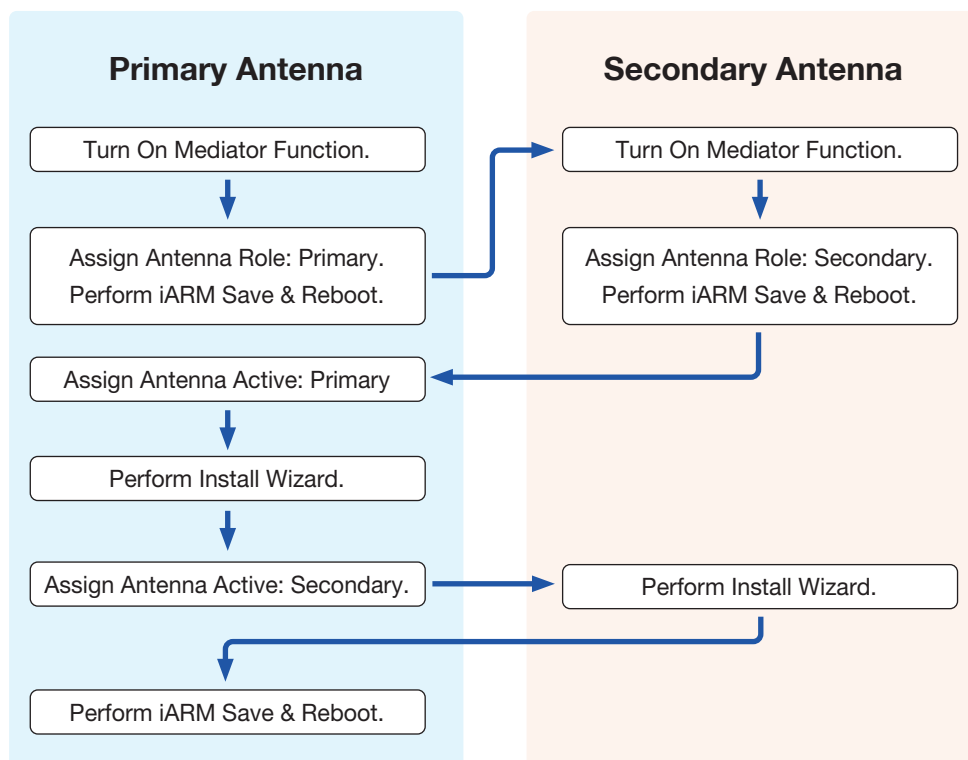 Primary Antenna
Turn On Mediator Function.
Assign Antenna Role: Primary.
Perform iARM Save & Reboot.
Assign Antenna Active: Primary
Perform Install Wizard.
Assign Antenna Active: Secondary.
Perform iARM Save & Reboot.
Secondary Antenna
Turn On Mediator Function.
Assign Antenna Role: Secondary.
Perform iARM Save & Reboot.
Perform Install Wizard.